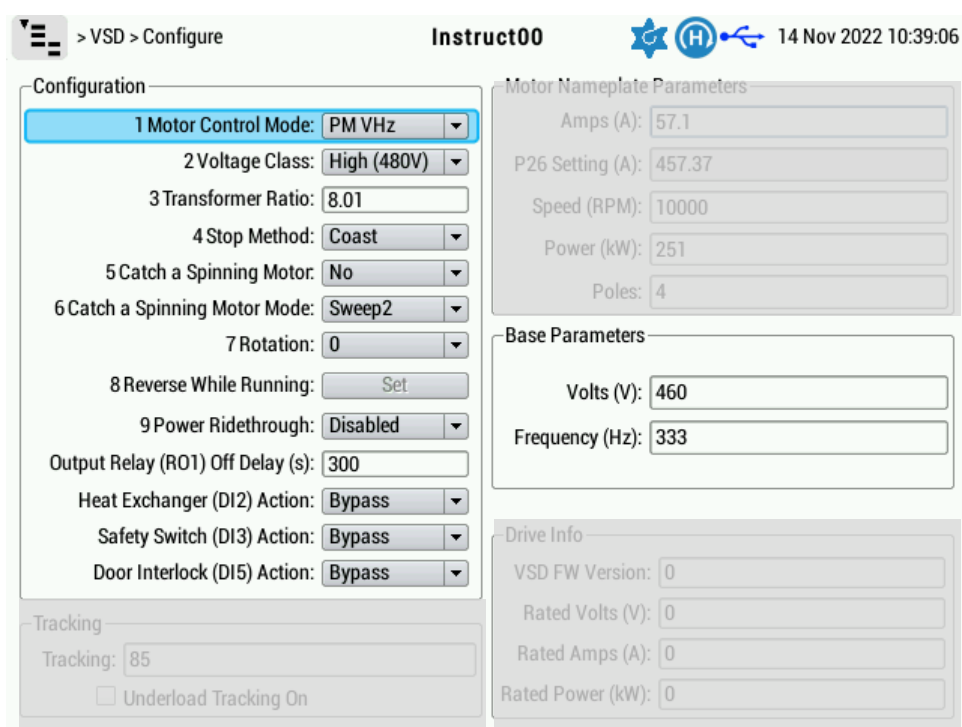 > VSD > Configure
Instruct00
H
14 Nov 2022 10:39:06
Configuration
1 Motor Control Mode: PM VHz
2 Voltage Class: High (480V)
3 Transformer Ratio: 8.01
4 Stop Method: Coast
5 Catch a Spinning Motor: No
6 Catch a Spinning Motor Mode: Sweep2
7 Rotation: 0
8 Reverse While Running: Set
9 Power Ridethrough: Disabled
Output Relay (RO1) Off Delay (s): 300
Heat Exchanger (DI2) Action: Bypass
Safety Switch (DI3) Action: Bypass
Door Interlock (DI5) Action: Bypass
Tracking
Tracking: 85
Underload Tracking On
Motor Nameplate Parameters
Amps (A): 57.1
P26 Setting (A): 457.37
Speed (RPM): 10000
Power (kW): 251
Poles: 4
Base Parameters
Volts (V): 460
Frequency (Hz): 333
Drive Info
VSD FW Version: 0
Rated Volts (V): 0
Rated Amps (A): 0
Rated Power (kW): 0